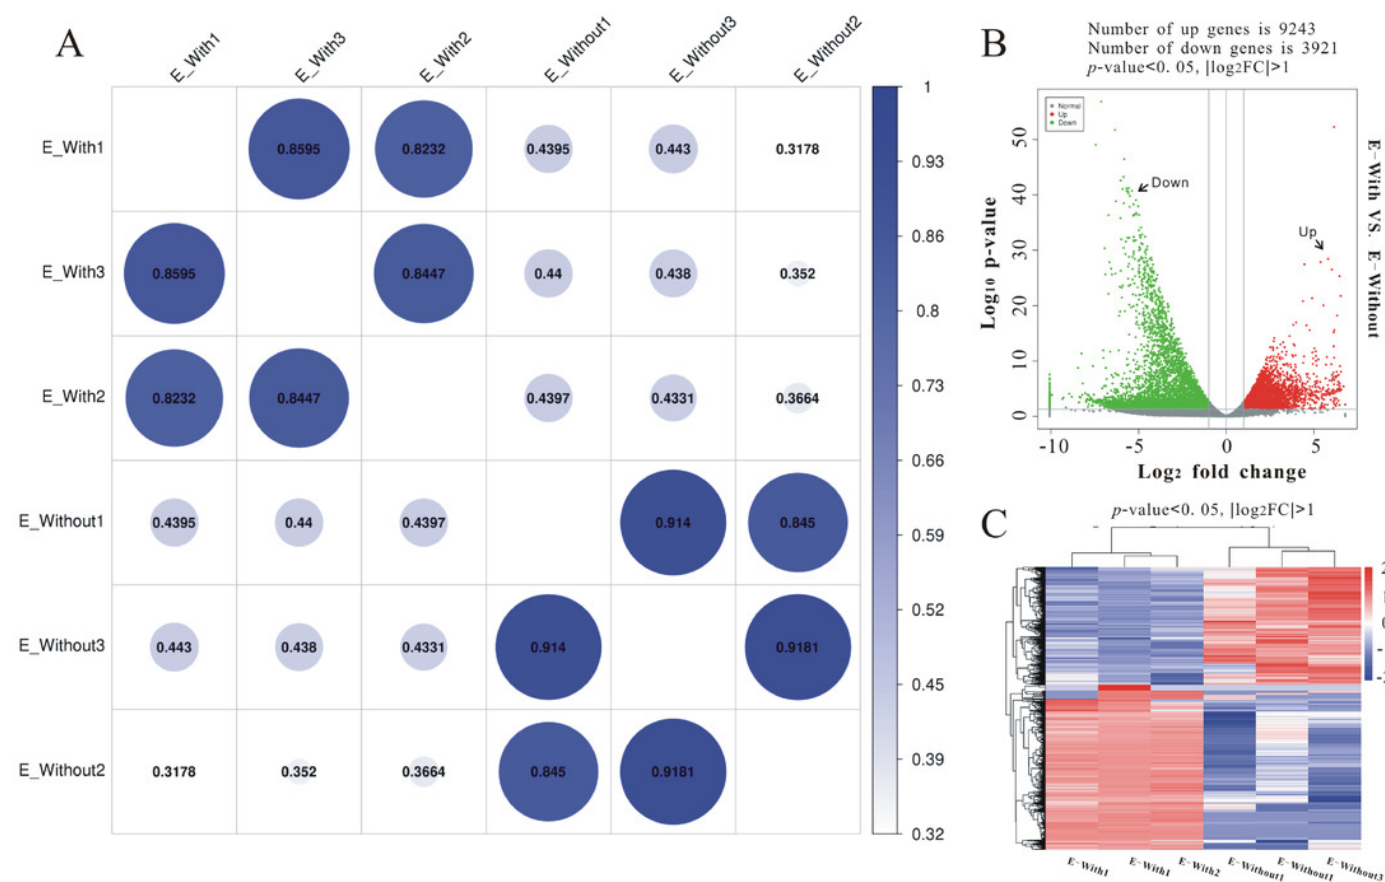 A
E_With1
E_With3
E_With2
E_Without1
E_Without3
E_Without2
E_With1 0.8595 0.8232 0.4395 0.443 0.3178
E_With3 0.8595 0.8447 0.44 0.438 0.352
E_With2 0.8232 0.8447 0.4397 0.4331 0.3664
E_Without1 0.4395 0.44 0.4397 0.914 0.845
E_Without3 0.443 0.438 0.4331 0.914 0.9181
E_Without2 0.3178 0.352 0.3664 0.845 0.9181
1
0.93
0.86
0.8
0.73
0.66
0.59
0.52
0.45
0.39
0.32
B
Number of up genes is 9243
Number of down genes is 3921
p-value<0. 05, |log2FC|>1
Normal
Up
Down
Down
Up
50
40
30
20
10
0
Log10 p-value
-10 -5 0 5
Log2 fold change
E-With VS. E-Without
C
p-value<0. 05, |log2FC|>1
2
1
0
-
-2
E-With1 E-With1 E-With2 E-Without1 E-Without1 E-Without3